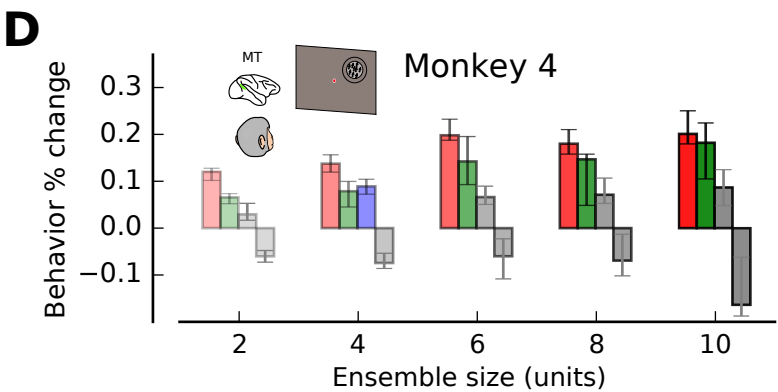 D
MT
Monkey 4
Behavior % change
0.3
0.2
0.1
0.0
−0.1
2 4 6 8 10
Ensemble size (units)